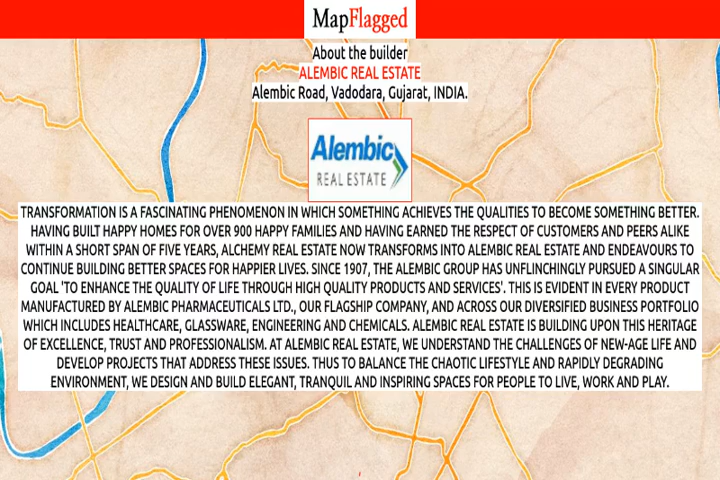 MapFlagged
About the builder
ALEMBIC REAL ESTATE
Alembic Road, Vadodara, Gujarat, INDIA.
Alembic
REAL ESTATE
TRANSFORMATION IS A FASCINATING PHENOMENON IN WHICH SOMETHING ACHIEVES THE QUALITIES TO BECOME SOMETHING BETTER.
HAVING BUILT HAPPY HOMES FOR OVER 900 HAPPY FAMILIES AND HAVING EARNED THE RESPECT OF CUSTOMERS AND PEERS ALIKE
WITHIN A SHORT SPAN OF FIVE YEARS, ALCHEMY REAL ESTATE NOW TRANSFORMS INTO ALEMBIC REAL ESTATE AND ENDEAVOURS TO
CONTINUE BUILDING BETTER SPACES FOR HAPPIER LIVES. SINCE 1907, THE ALEMBIC GROUP HAS UNFLINCHINGLY PURSUED A SINGULAR
GOAL 'TO ENHANCE THE QUALITY OF LIFE THROUGH HIGH QUALITY PRODUCTS AND SERVICES'. THIS IS EVIDENT IN EVERY PRODUCT
MANUFACTURED BY ALEMBIC PHARMACEUTICALS LTD., OUR FLAGSHIP COMPANY, AND ACROSS OUR DIVERSIFIED BUSINESS PORTFOLIO
WHICH INCLUDES HEALTHCARE, GLASSWARE, ENGINEERING AND CHEMICALS. ALEMBIC REAL ESTATE IS BUILDING UPON THIS HERITAGE
OF EXCELLENCE, TRUST AND PROFESSIONALISM. AT ALEMBIC REAL ESTATE, WE UNDERSTAND THE CHALLENGES OF NEW-AGE LIFE AND
DEVELOP PROJECTS THAT ADDRESS THESE ISSUES. THUS TO BALANCE THE CHAOTIC LIFESTYLE AND RAPIDLY DEGRADING
ENVIRONMENT, WE DESIGN AND BUILD ELEGANT, TRANQUIL AND INSPIRING SPACES FOR PEOPLE TO LIVE, WORK AND PLAY.